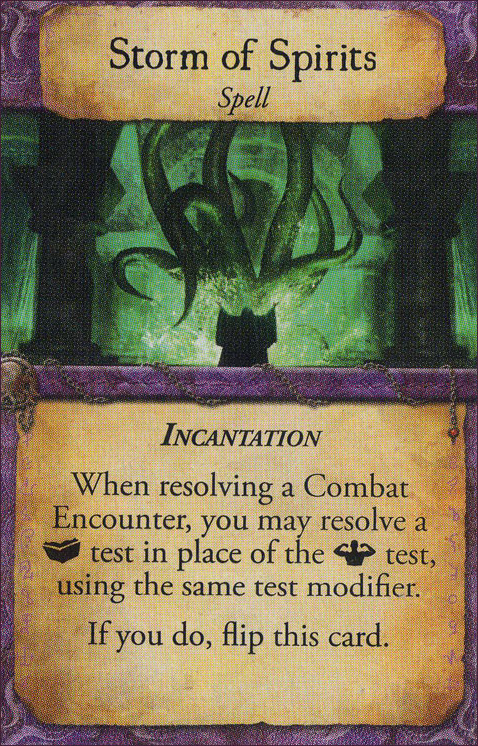 Storm of Spirits
Spell
INCANTATION
When resolving a Combat
Encounter, you may resolve a
test in place of the test,
using the same test modifier.
If you do, flip this card.